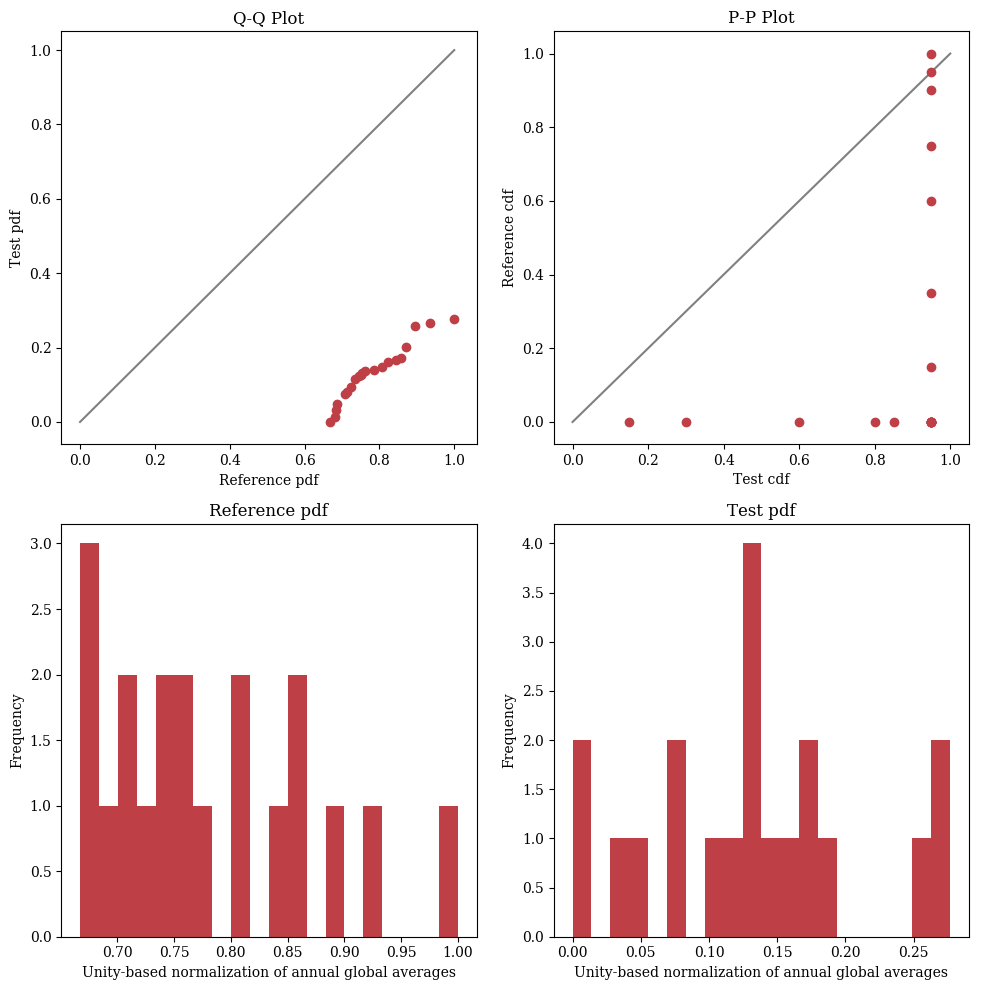 Q-Q Plot
1.0
0.8
0.6
0.4
0.2
0.0
Test pdf
0.0 0.2 0.4 0.6 0.8 1.0
Reference pdf
P-P Plot
1.0
0.8
0.6
0.4
0.2
0.0
Reference cdf
0.0 0.2 0.4 0.6 0.8 1.0
Test cdf
Reference pdf
3.0
2.5
2.0
1.5
1.0
0.5
0.0
Frequency
0.70 0.75 0.80 0.85 0.90 0.95 1.00
Unity-based normalization of annual global averages
Test pdf
4.0
3.5
3.0
2.5
2.0
1.5
1.0
0.5
0.0
Frequency
0.00 0.05 0.10 0.15 0.20 0.25
Unity-based normalization of annual global averages